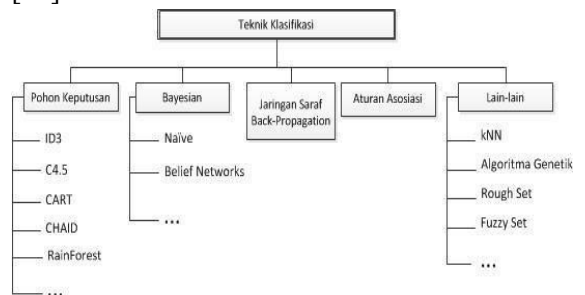 Teknik Klasifikasi
Pohon Keputusan
ID3
C4.5
CART
CHAID
RainForest
...
Bayesian
Naïve
Belief Networks
...
Jaringan Saraf
Back-Propagation
Aturan Asosiasi
Lain-lain
kNN
Algoritma Genetik
Rough Set
Fuzzy Set
...